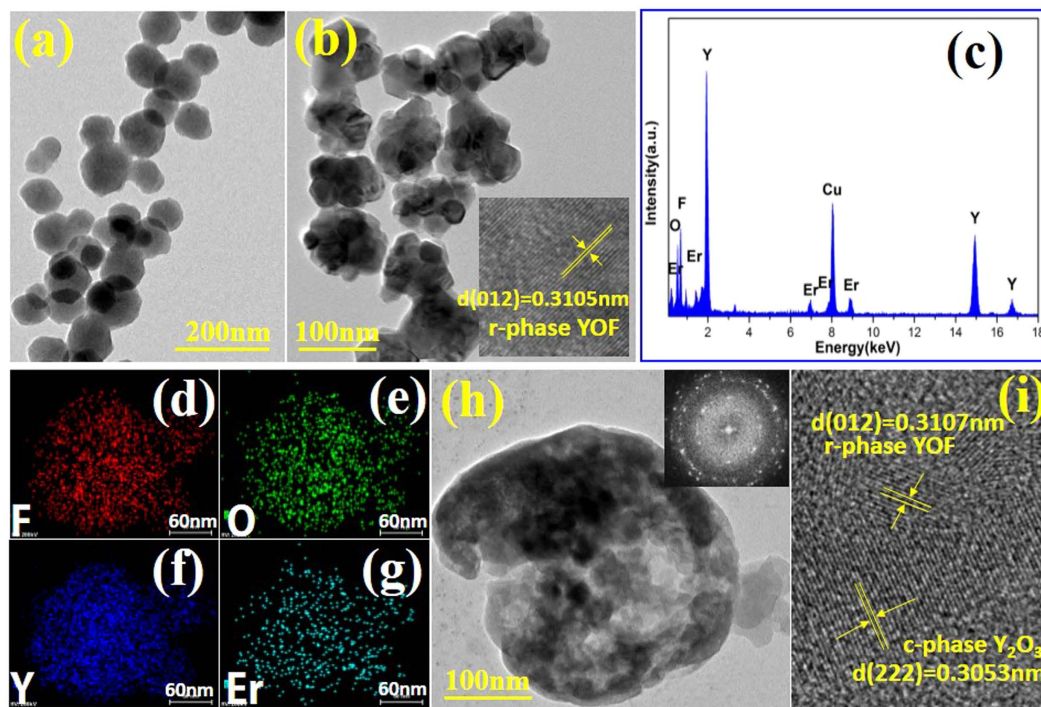 (a)
200nm
(b)
d(012)=0.3105nm
r-phase YOF
100nm
(c)
Intensity(a.u.)
Er
O
F
Er
Y
Er
Er
Cu
Er
Y
Y
2 4 6 8 10 12 14 16 18
Energy(keV)
(d)
F
60nm
(e)
O
60nm
(f)
Y
60nm
(g)
Er
60nm
(h)
100nm
(i)
d(012)=0.3107nm
r-phase YOF
c-phase Y₂O₃
d(222)=0.3053nm